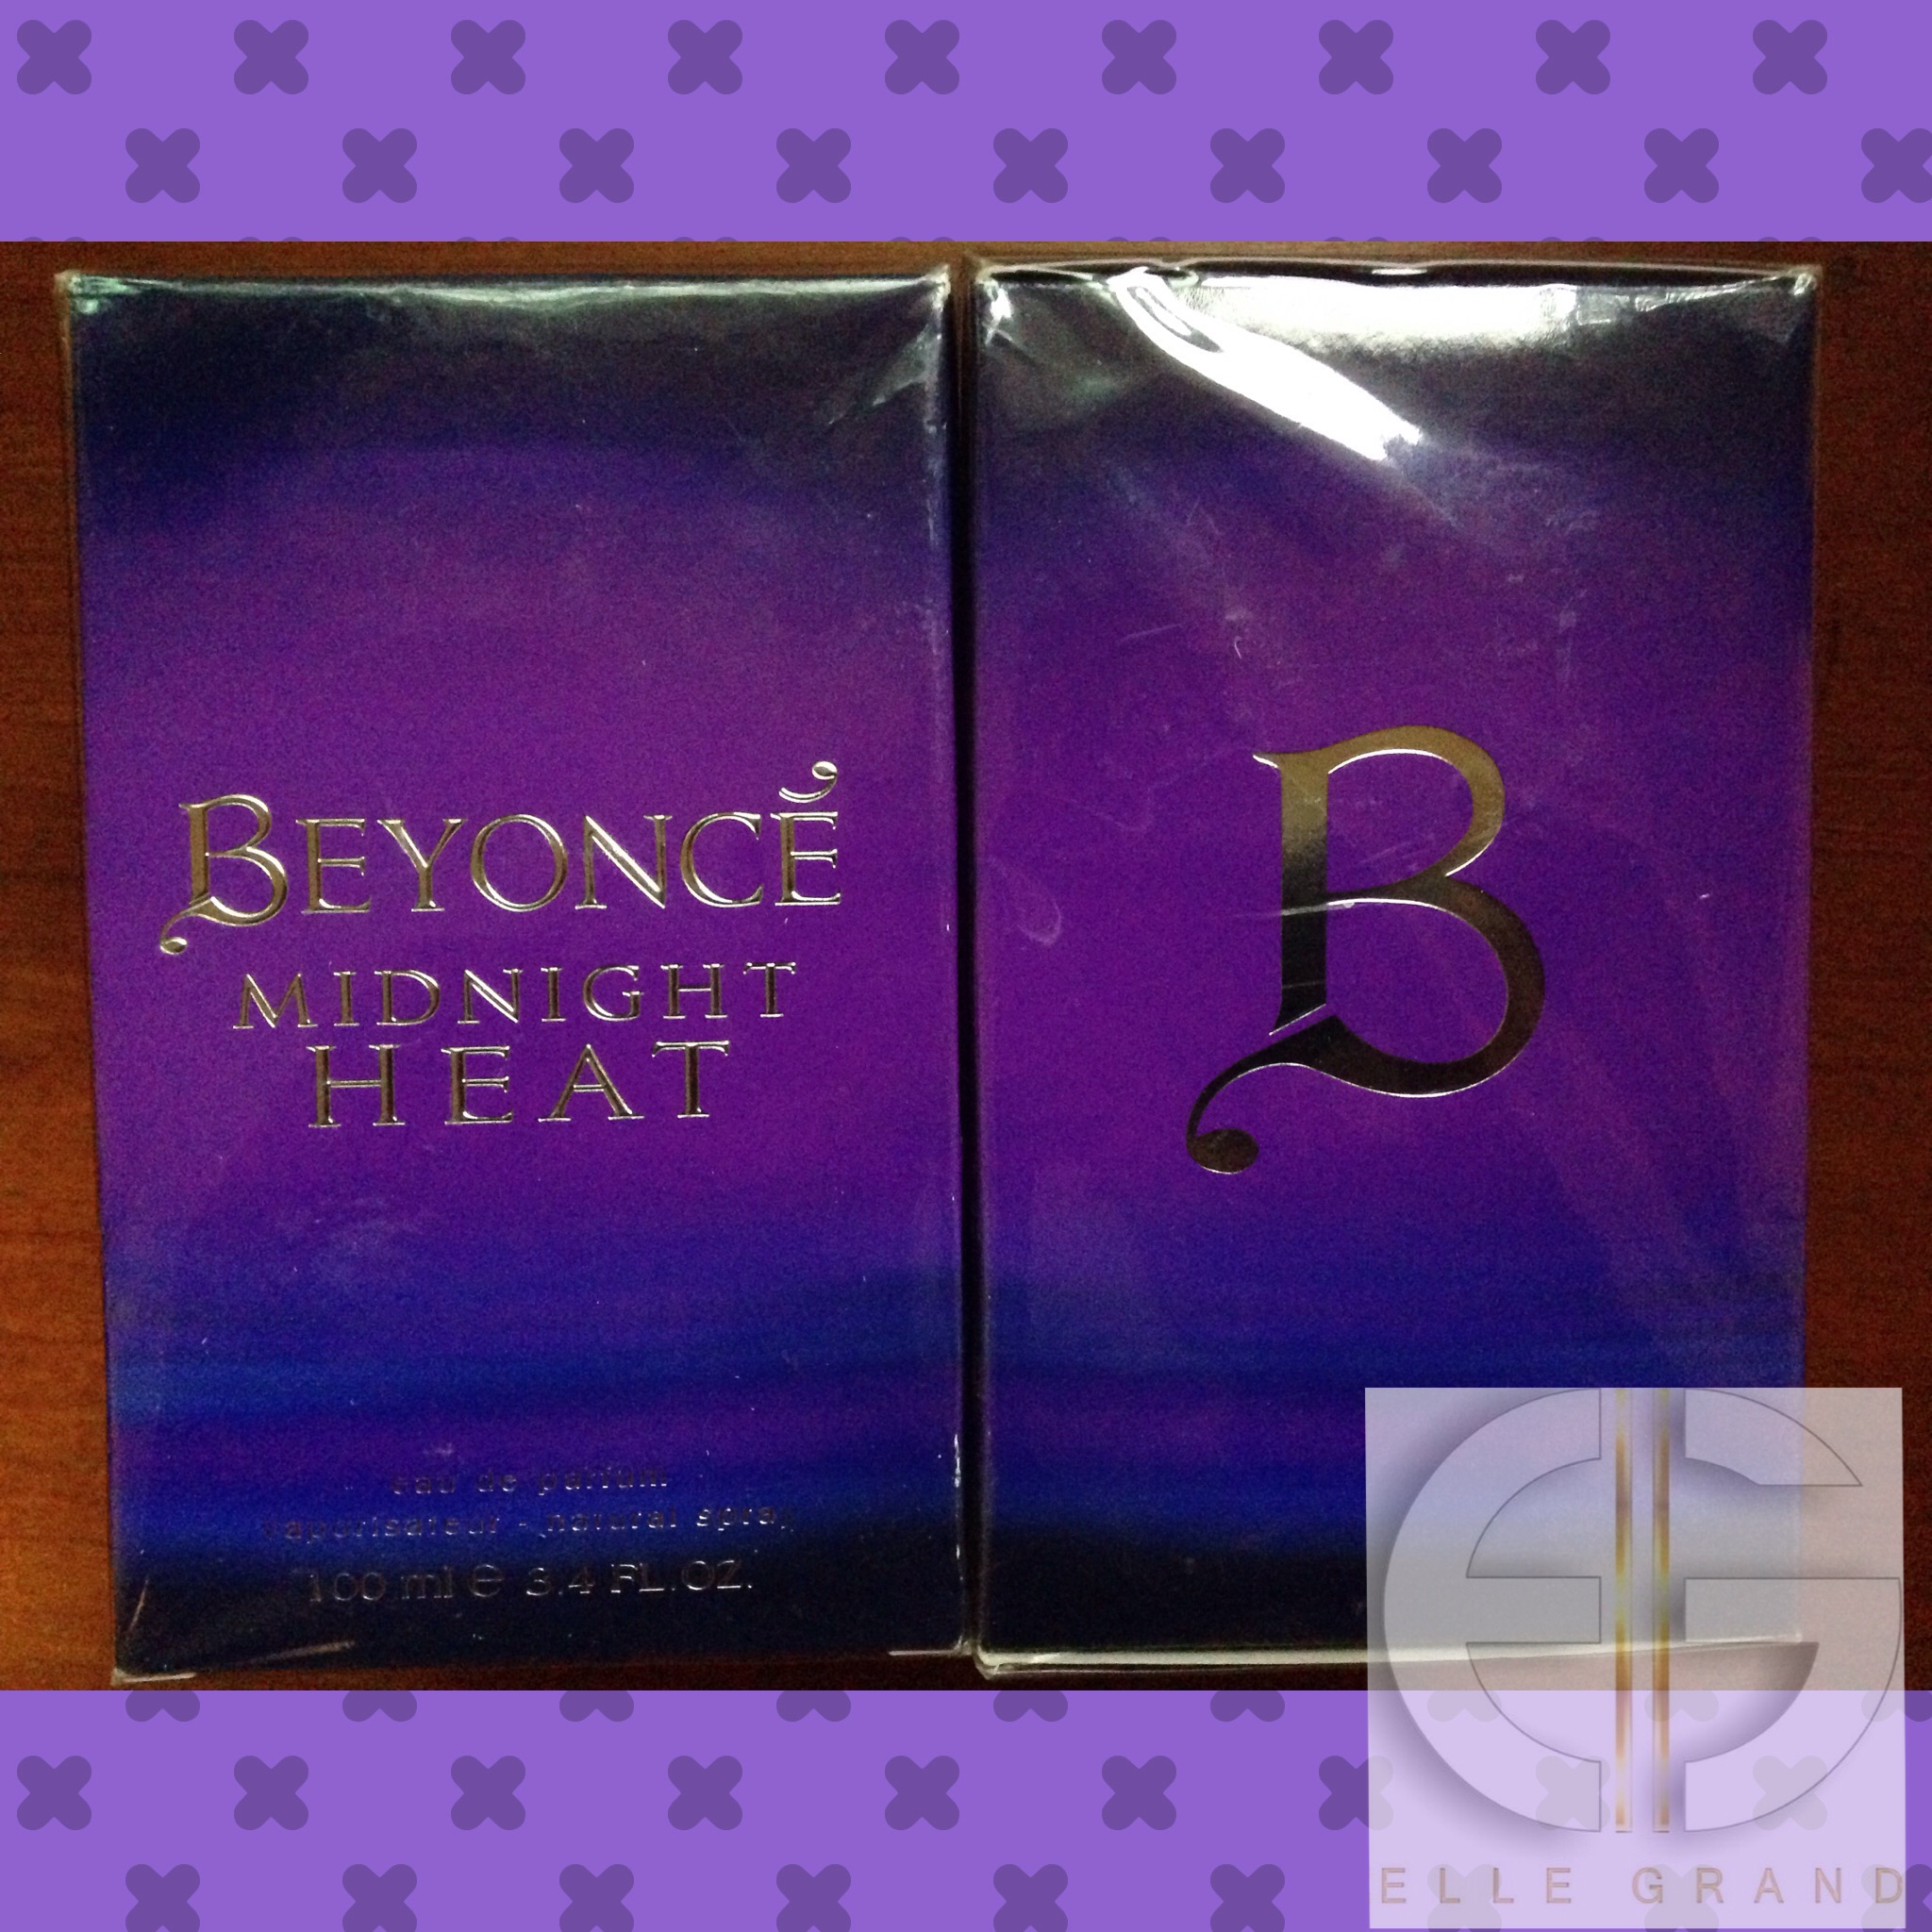 BEYONCÉ
MIDNIGHT
HEAT
eau de parfum
vaporisateur - natural spray
100 ml ℮ 3.4 FL.OZ.
B
ELLE GRAND